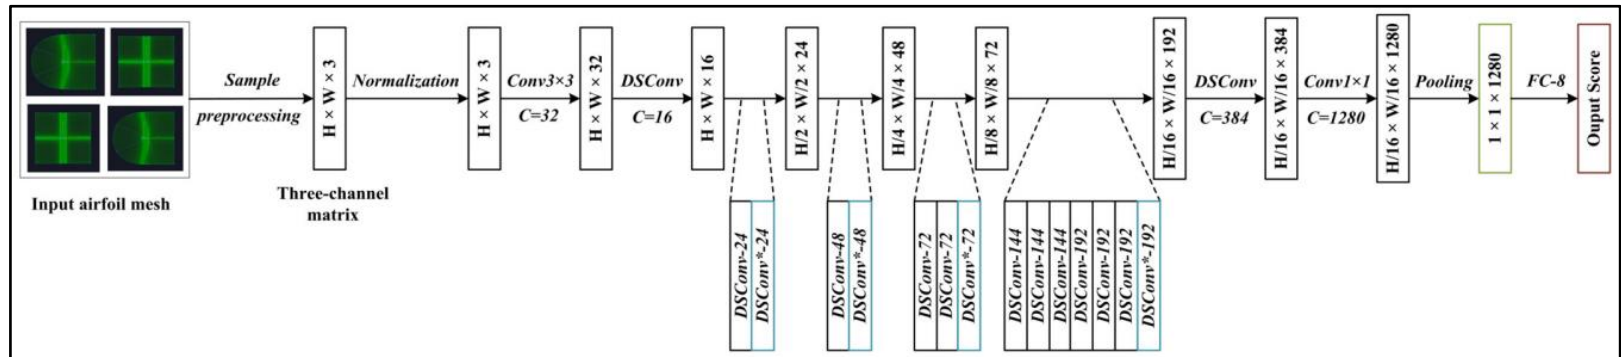 Input airfoil mesh
Sample
preprocessing
H × W × 3
Three-channel
matrix
Normalization
H × W × 3
Conv3×3
C=32
H × W × 32
DSConv
C=16
H × W × 16
DSConv-24
DSConv*-24
H/2 × W/2 × 24
DSConv-48
DSConv*-48
H/4 × W/4 × 48
DSConv-72
DSConv-72
DSConv*-72
H/8 × W/8 × 72
DSConv-144
DSConv-144
DSConv-144
DSConv-192
DSConv-192
DSConv-192
DSConv*-192
H/16 × W/16 × 192
DSConv
C=384
H/16 × W/16 × 384
Conv1×1
C=1280
H/16 × W/16 × 1280
Pooling
1 × 1 × 1280
FC-8
Ouput Score